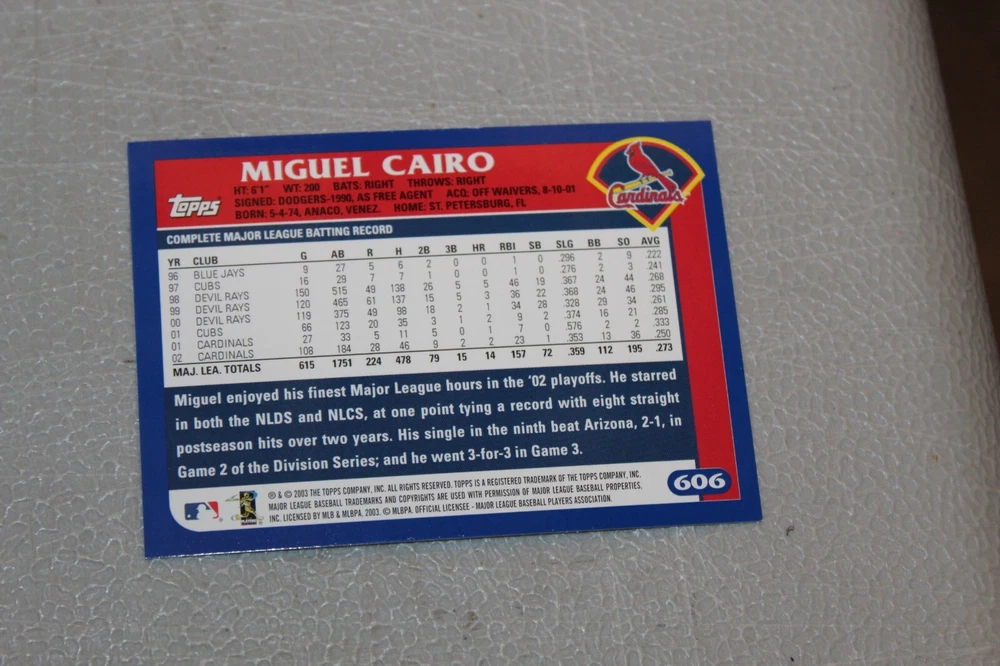 MIGUEL CAIRO
HT: 6'1" WT: 200 BATS: RIGHT THROWS: RIGHT
SIGNED: DODGERS-1990, AS FREE AGENT ACQ: OFF WAIVERS, 8-10-01
BORN: 5-4-74, ANACO, VENEZ. HOME: ST. PETERSBURG, FL
topps
Cardinals
COMPLETE MAJOR LEAGUE BATTING RECORD
YR CLUB G AB R H 2B 3B HR RBI SB SLG BB SO AVG
96 BLUE JAYS 9 27 5 6 2 0 0 1 0 .296 2 9 .222
97 CUBS 16 29 7 7 1 0 0 1 0 .276 2 3 .241
98 DEVIL RAYS 150 515 49 138 26 5 5 46 19 .367 24 44 .268
99 DEVIL RAYS 120 465 61 137 15 5 3 36 22 .368 24 46 .295
00 DEVIL RAYS 119 375 49 98 18 2 1 34 28 .328 29 34 .261
01 CUBS 66 123 20 35 3 1 2 9 2 .374 16 21 .285
01 CARDINALS 27 33 5 11 5 0 1 7 0 .576 2 2 .333
02 CARDINALS 108 184 28 46 9 2 2 23 1 .353 13 36 .250
MAJ. LEA. TOTALS 615 1751 224 478 79 15 14 157 72 .359 112 195 .273
Miguel enjoyed his finest Major League hours in the '02 playoffs. He starred
in both the NLDS and NLCS, at one point tying a record with eight straight
postseason hits over two years. His single in the ninth beat Arizona, 2-1, in
Game 2 of the Division Series; and he went 3-for-3 in Game 3.
606
® & © 2003 THE TOPPS COMPANY, INC. ALL RIGHTS RESERVED. TOPPS IS A REGISTERED TRADEMARK OF THE TOPPS COMPANY, INC.
MAJOR LEAGUE BASEBALL TRADEMARKS AND COPYRIGHTS ARE USED WITH PERMISSION OF MAJOR LEAGUE BASEBALL PROPERTIES,
INC. LICENSED BY MLB & MLBPA, 2003. © MLBPA. OFFICIAL LICENSEE - MAJOR LEAGUE BASEBALL PLAYERS ASSOCIATION.